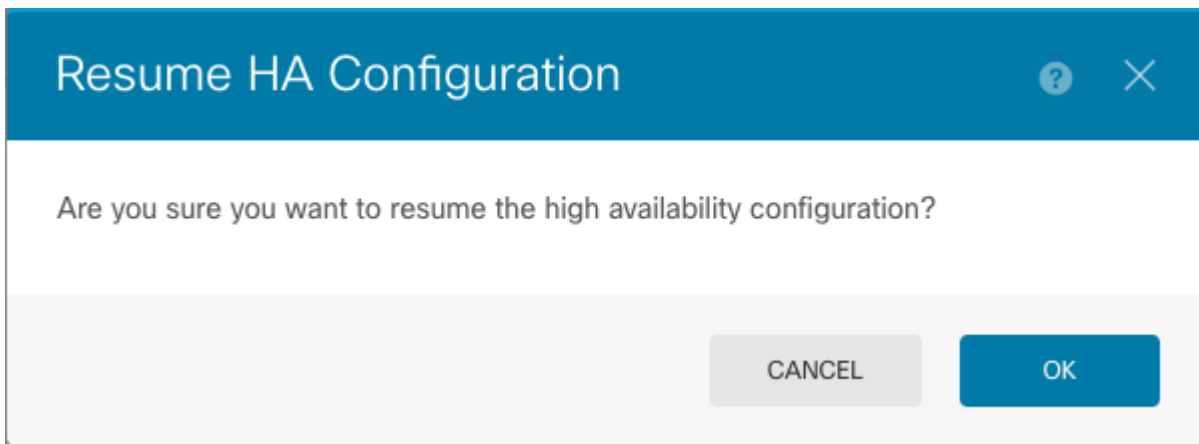 Resume HA Configuration
?
Are you sure you want to resume the high availability configuration?
CANCEL
OK